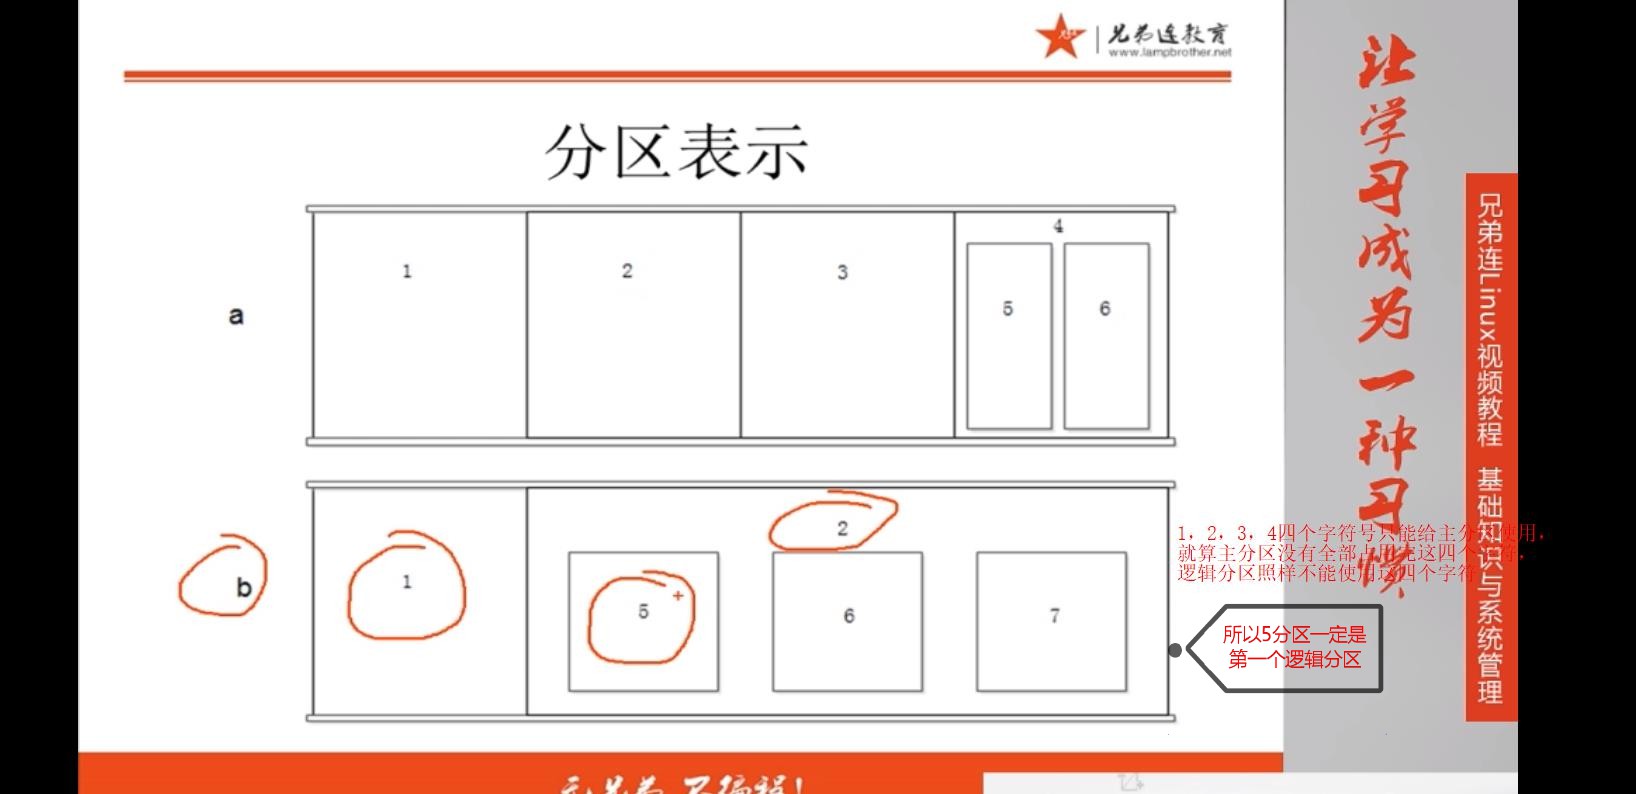 兄弟连教育
www.lampbrother.net
分区表示
a
1
2
3
4
5
6
b
1
2
5
6
7
1，2，3，4四个字符号只能给主分区使用，
就算主分区没有全部占用完这四个字符，
逻辑分区照样不能使用这四个字符
所以5分区一定是
第一个逻辑分区
让学习成为一种习惯
兄弟连Linux视频教程 基础知识与系统管理
无兄弟 不编程！